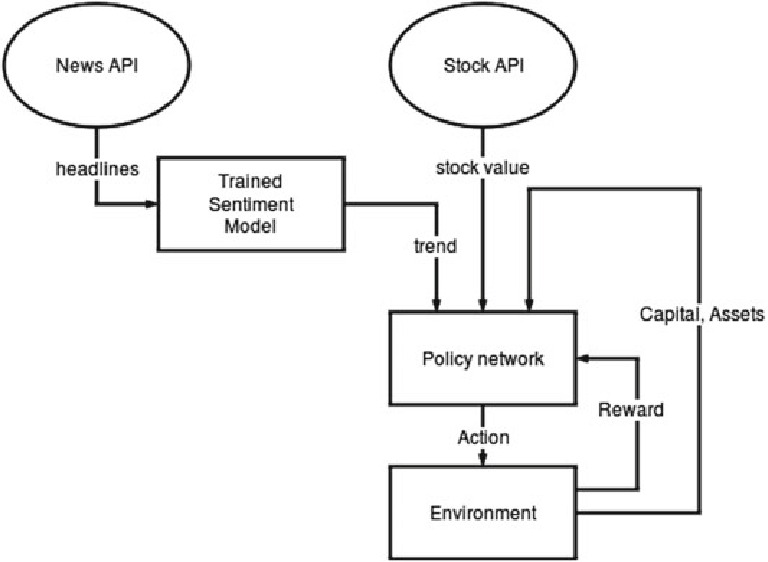 News API
Stock API
headlines
stock value
Trained
Sentiment
Model
trend
Capital, Assets
Policy network
Reward
Action
Environment